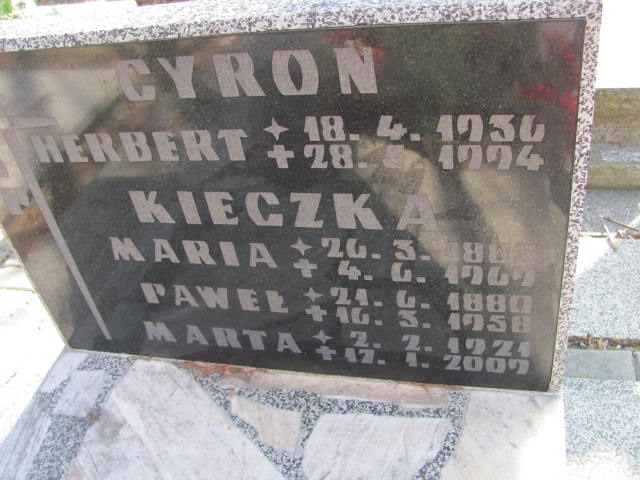 CYROŃ
HERBERT ✦ 18. 4. 1936
+ 28. 5. 1994
KIECZKA
MARIA ✦ 26. 3.
+ 4. 6. 1969
PAWEŁ ✦ 21. 6. 1880
+ 16. 3. 1958
MARTA ✦ 2. 2. 1921
+ 17. 1. 2009